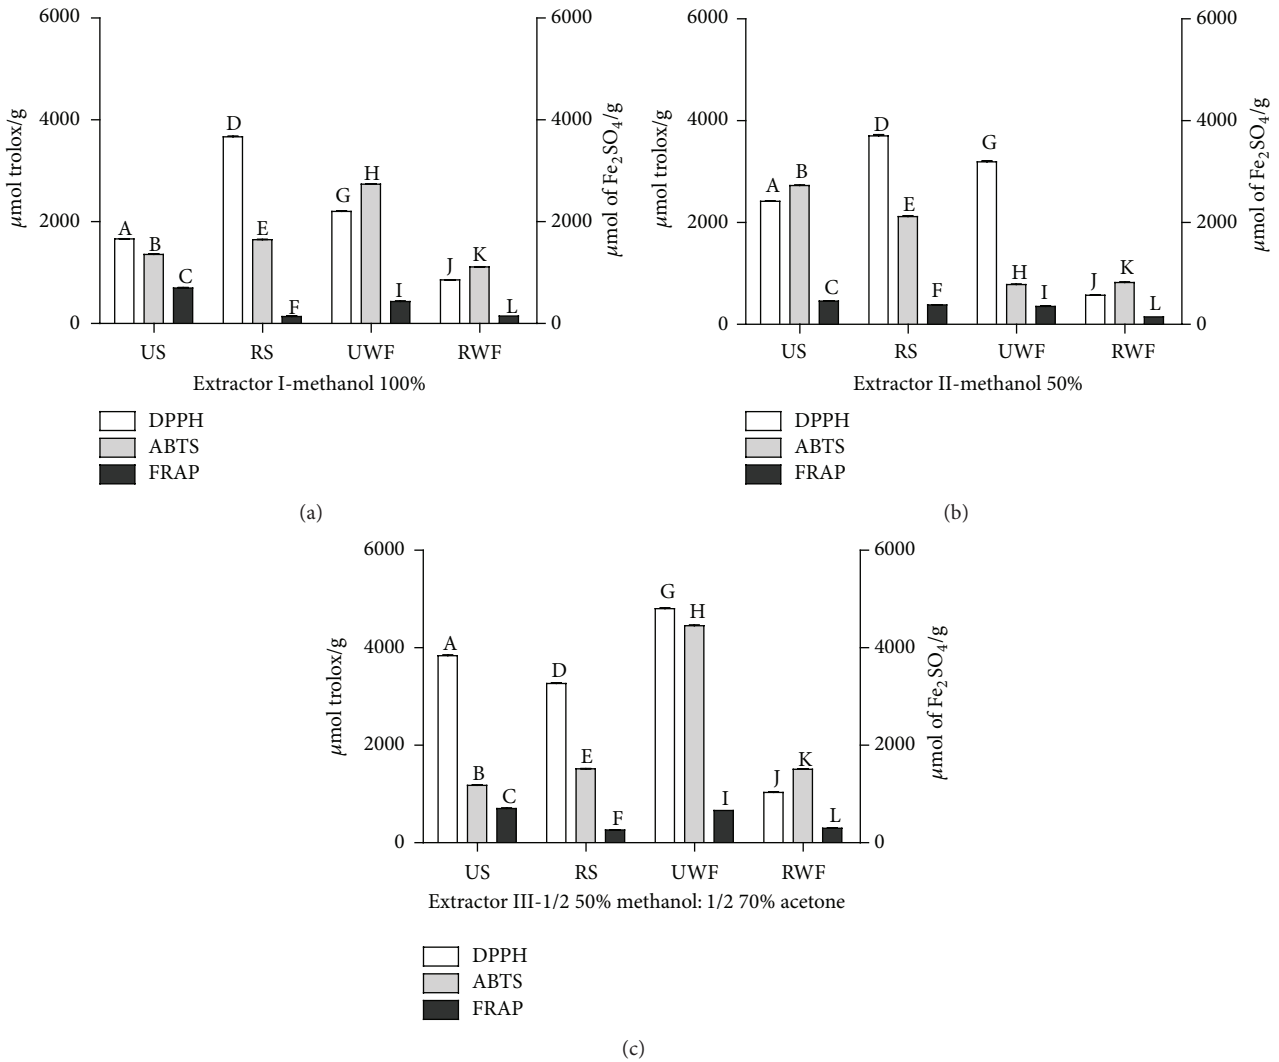 6000
4000
2000
0
μmol trolox/g
6000
4000
2000
0
μmol of Fe₂SO₄/g
A
B
C
D
E
F
G
H
I
J
K
L
US RS UWF RWF
Extractor I-methanol 100%
DPPH
ABTS
FRAP
(a)
6000
4000
2000
0
μmol trolox/g
6000
4000
2000
0
μmol of Fe₂SO₄/g
A
B
C
D
E
F
G
H
I
J
K
L
US RS UWF RWF
Extractor II-methanol 50%
DPPH
ABTS
FRAP
(b)
6000
4000
2000
0
μmol trolox/g
6000
4000
2000
0
μmol of Fe₂SO₄/g
A
B
C
D
E
F
G
H
I
J
K
L
US RS UWF RWF
Extractor III-1/2 50% methanol: 1/2 70% acetone
DPPH
ABTS
FRAP
(c)